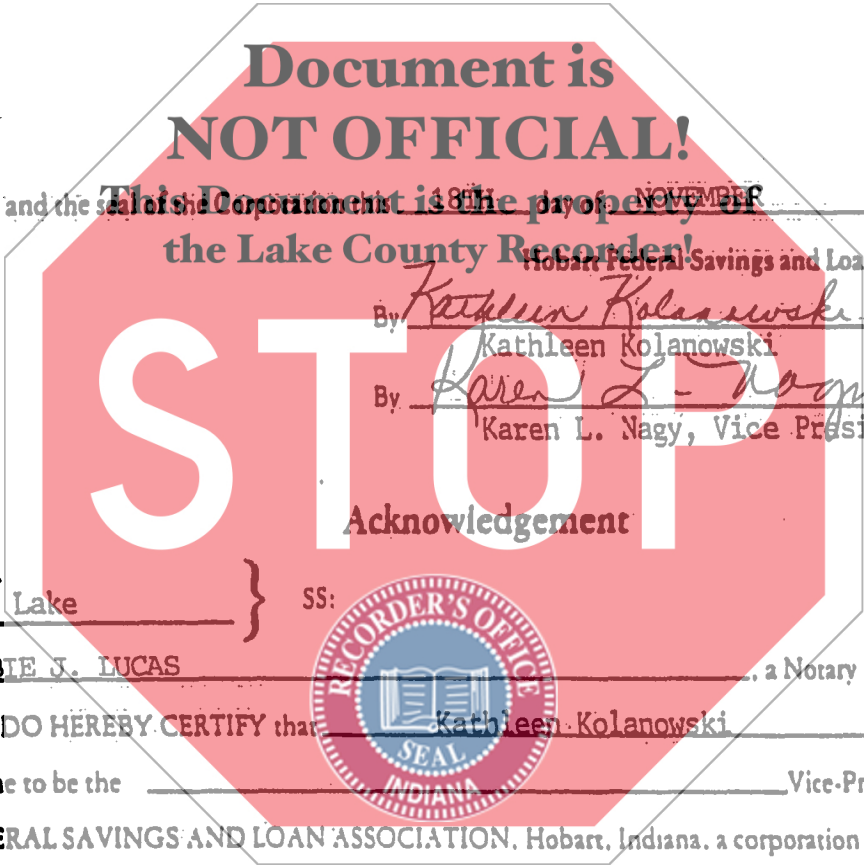 Document is
NOT OFFICIAL!
This Document is the property of
the Lake County Recorder!
and the seal of the Corporation this 18TH day of NOVEMBER
Hobart Federal Savings and Loa
By Kathleen Kolanowski
Kathleen Kolanowski
By Karen L. Nagy
Karen L. Nagy, Vice Presi
STOP
Acknowledgement
Lake } SS:
IE J. LUCAS , a Notary
DO HEREBY CERTIFY that Kathleen Kolanowski
e to be the Vice-Pr
ERAL SAVINGS AND LOAN ASSOCIATION, Hobart, Indiana, a corporation
RECORDER'S OFFICE
SEAL
INDIANA